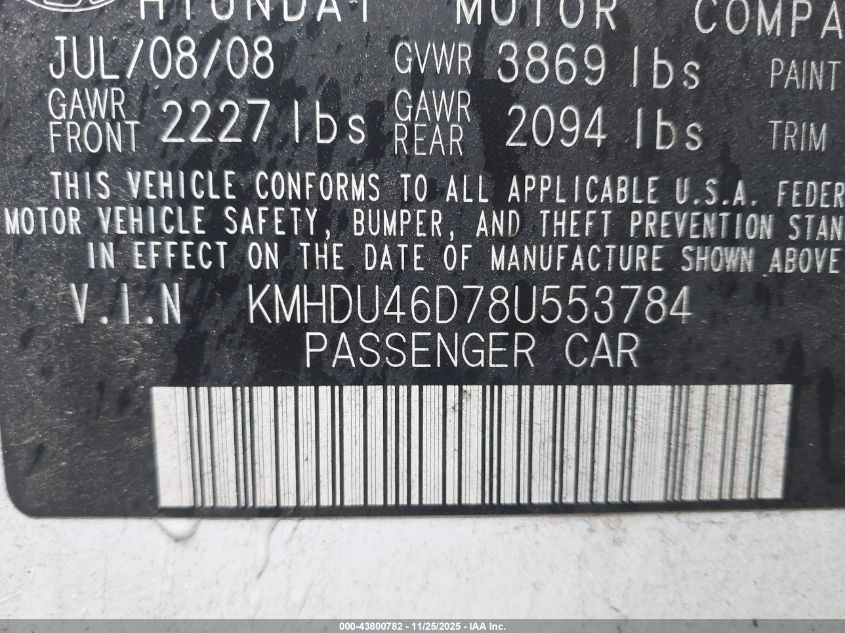 HYUNDAI MOTOR COMPA
JUL/08/08 GVWR 3869 lbs PAINT
GAWR FRONT 2227 lbs GAWR REAR 2094 lbs TRIM
THIS VEHICLE CONFORMS TO ALL APPLICABLE U.S.A. FEDER
MOTOR VEHICLE SAFETY, BUMPER, AND THEFT PREVENTION STAN
IN EFFECT ON THE DATE OF MANUFACTURE SHOWN ABOVE
V.I.N KMHDU46D78U553784
PASSENGER CAR
000-43800782 - 11/25/2025 - IAA Inc.